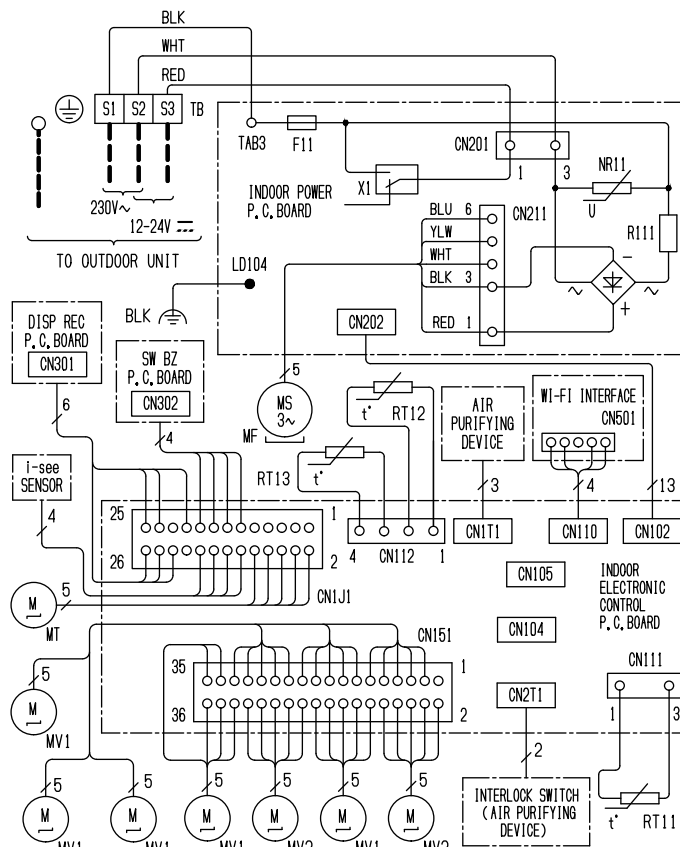 BLK
WHT
RED
S1 S2 S3 TB
TAB3
F11
CN201
1
3
NR11
X1
U
INDOOR POWER
P.C.BOARD
230V~
12-24V
TO OUTDOOR UNIT
BLU 6
CN211
YLW
WHT
BLK 3
RED 1
R111
~
~
−
+
LD104
BLK
CN202
DISP REC
P.C.BOARD
CN301
SW BZ
P.C.BOARD
CN302
6
4
5
MS
3~
MF
t°
RT12
RT13
t°
AIR
PURIFYING
DEVICE
3
WI-FI INTERFACE
CN501
4
13
i-see
SENSOR
4
25
1
26
2
CN1J1
4
CN112
1
CN1T1
CN110
CN102
CN105
INDOOR
ELECTRONIC
CONTROL
P.C.BOARD
M
5
MT
CN104
CN151
35
1
36
2
CN111
1
3
CN2T1
M
5
MV1
2
INTERLOCK SWITCH
(AIR PURIFYING
DEVICE)
t°
RT11
5
5
5
5
5
5
M
M
M
M
M
M
MV1
MV1
MV1
MV2
MV1
MV2